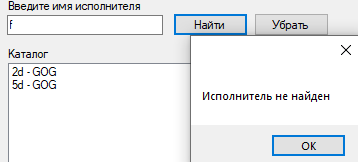 Введите имя исполнителя
f
Найти
Убрать
Каталог
2d - GOG
5d - GOG
Исполнитель не найден
OK